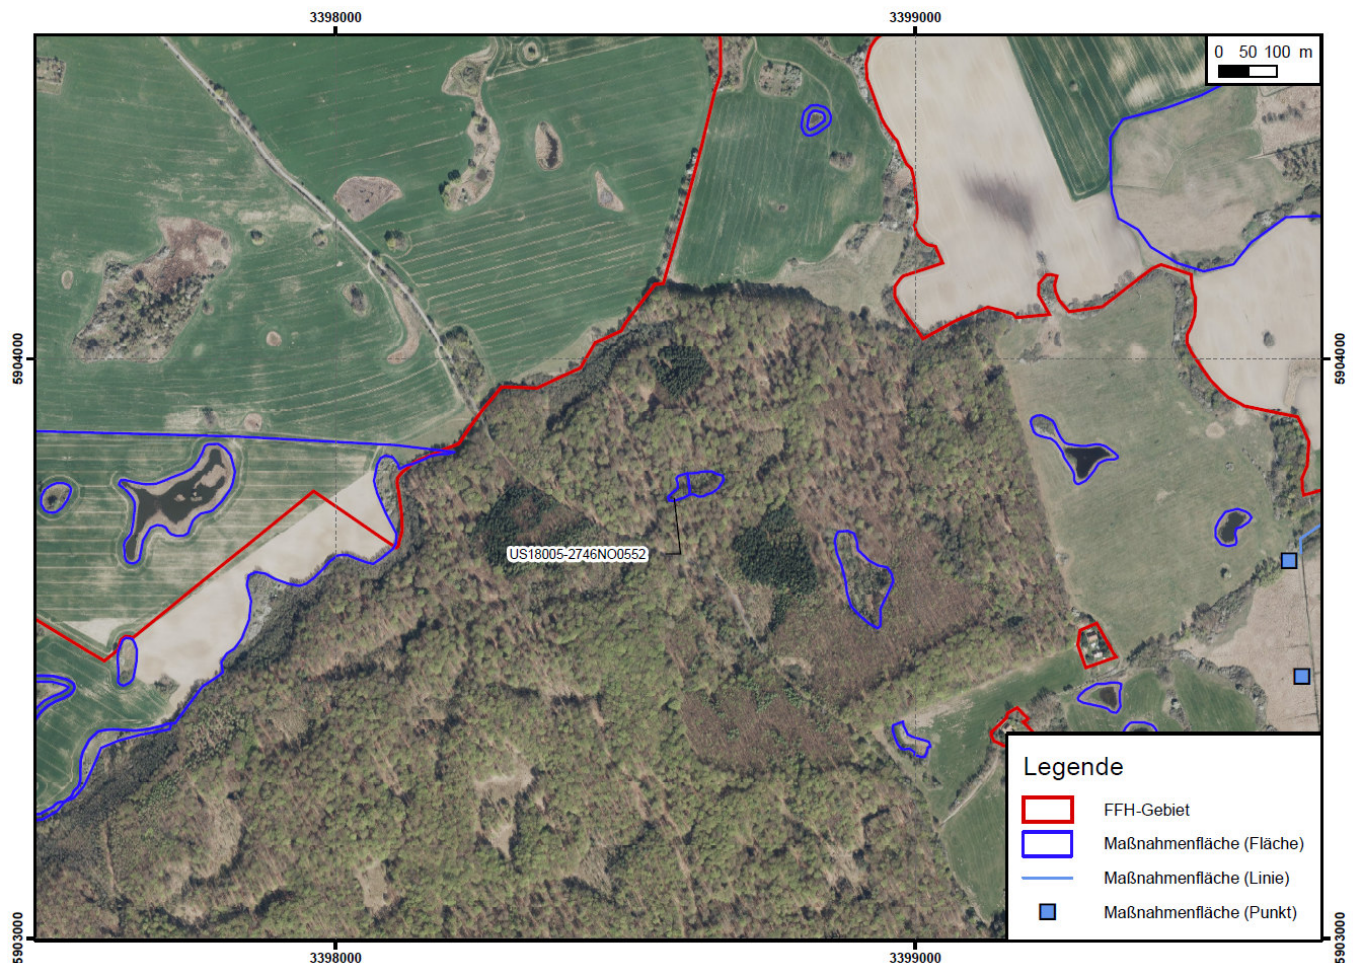 3398000
3399000
0 50 100 m
5904000
5904000
US18005-2746NO0552
Legende
FFH-Gebiet
Maßnahmenfläche (Fläche)
Maßnahmenfläche (Linie)
Maßnahmenfläche (Punkt)
5903000
5903000
3398000
3399000